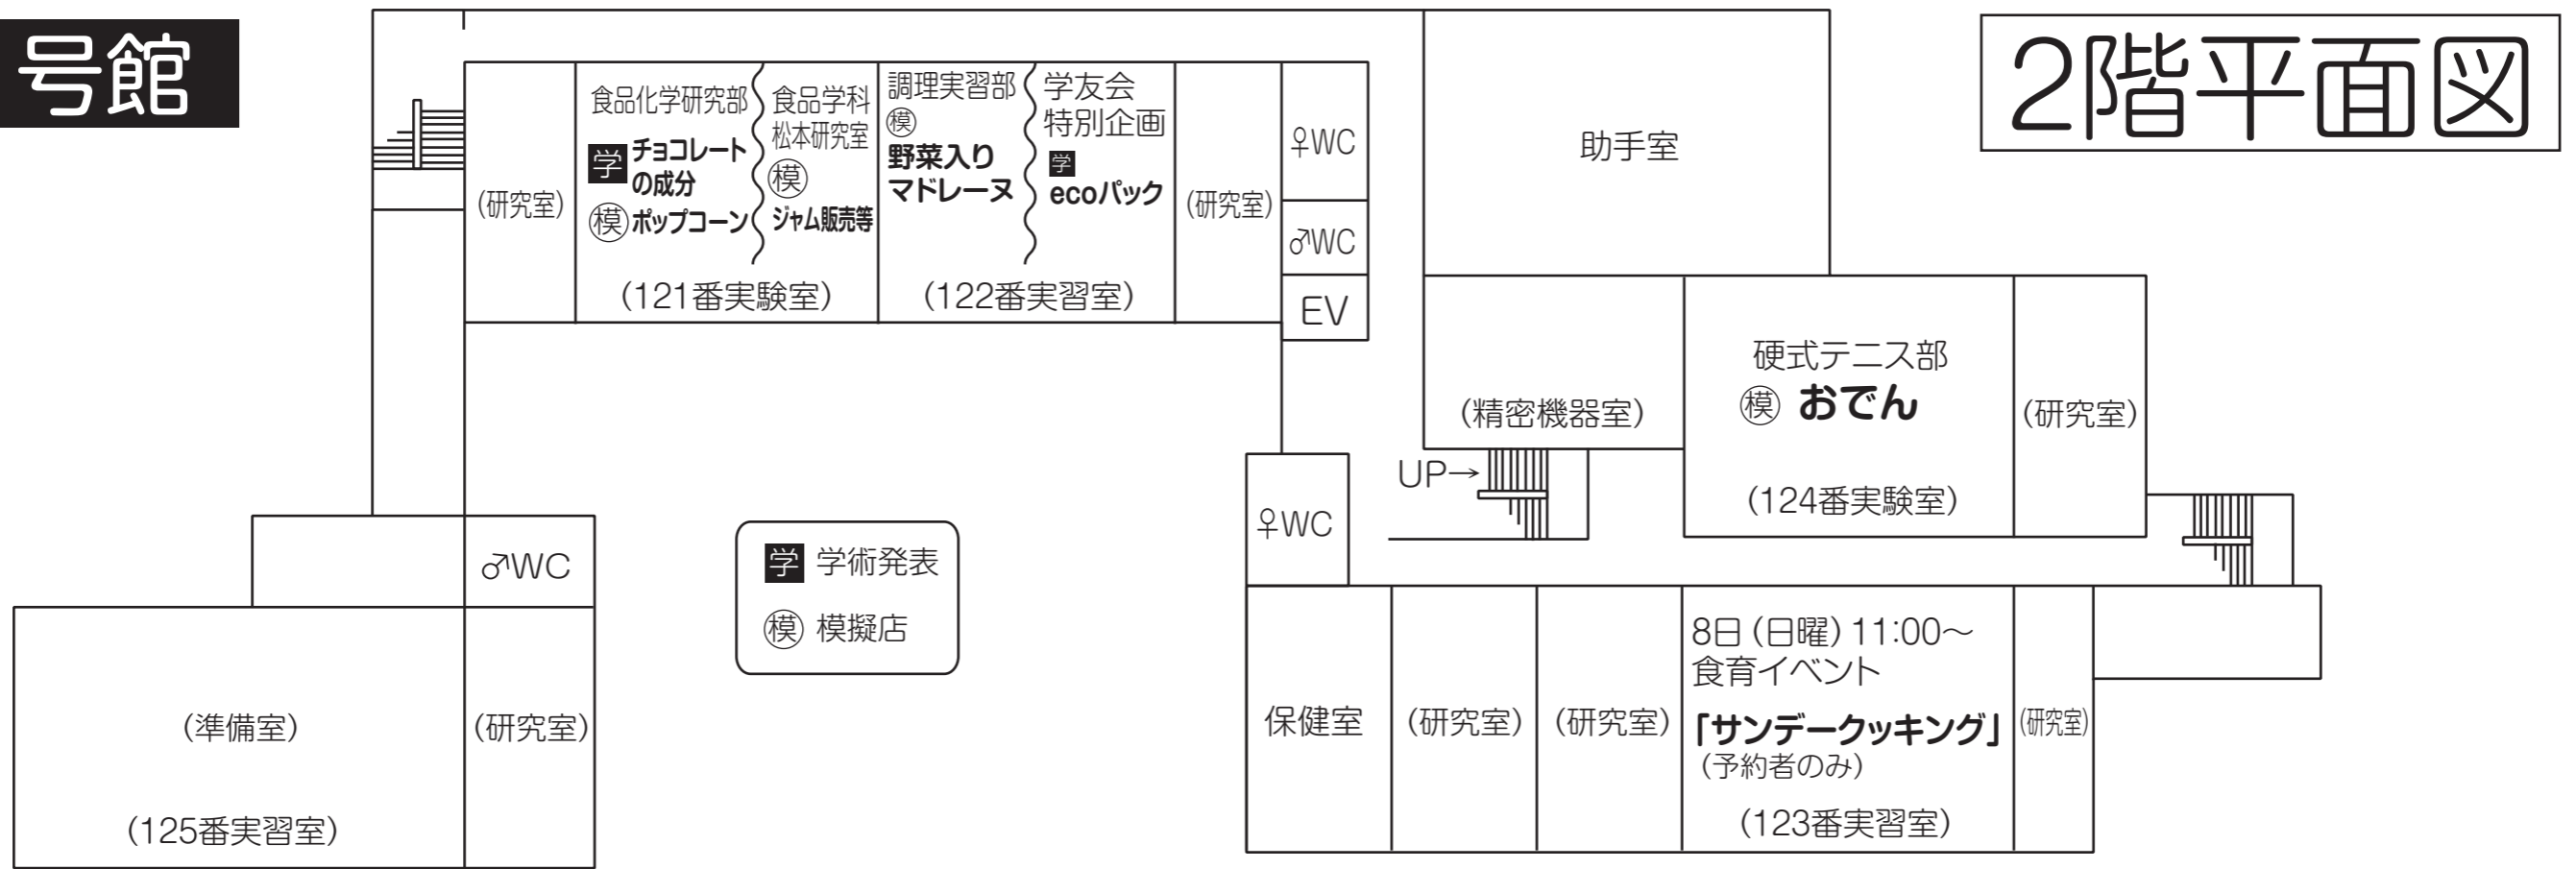 号館
2階平面図
(研究室)
食品化学研究部
学 チョコレート
の成分
模 ポップコーン
食品学科
松本研究室
模
ジャム販売等
(121番実験室)
調理実習部
模
野菜入り
マドレーヌ
学友会
特別企画
学
ecoパック
(122番実習室)
(研究室)
♀WC
♂WC
EV
助手室
(精密機器室)
硬式テニス部
模 おでん
(124番実験室)
(研究室)
UP→
♀WC
♂WC
学 学術発表
模 模擬店
(準備室)
(125番実習室)
(研究室)
保健室
(研究室)
(研究室)
8日(日曜)11:00～
食育イベント
「サンデークッキング」
(予約者のみ)
(123番実習室)
(研究室)